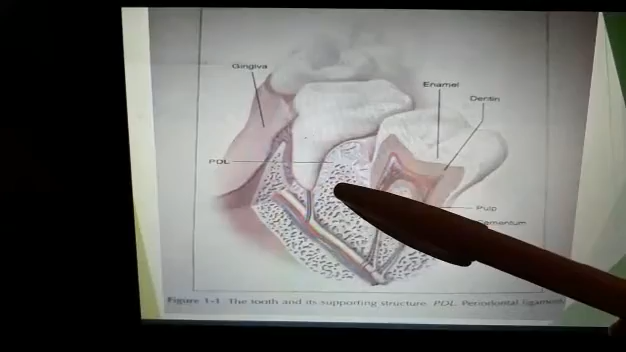 Gingiva
Enamel
Dentin
PDL
Pulp
Cementum
Figure 1-1 The tooth and its supporting structure. PDL. Periodontal ligament.